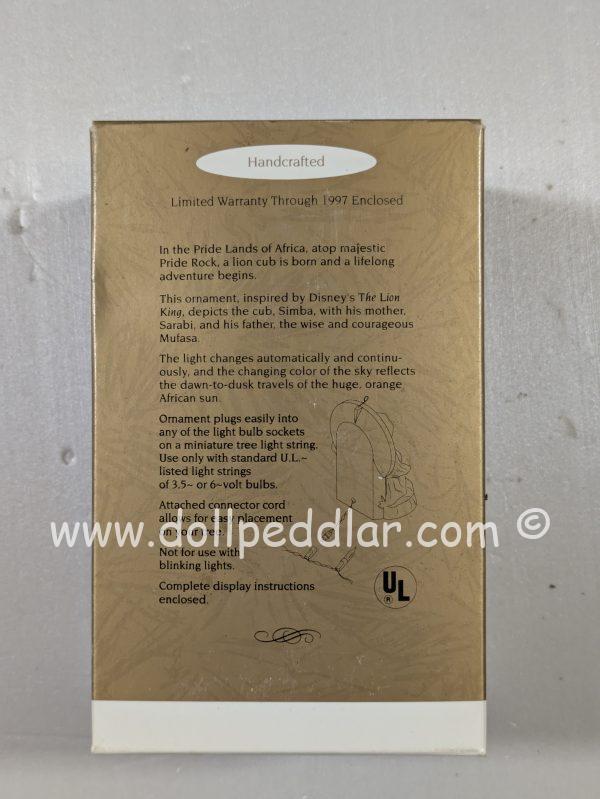 Handcrafted
Limited Warranty Through 1997 Enclosed
In the Pride Lands of Africa, atop majestic
Pride Rock, a lion cub is born and a lifelong
adventure begins.
This ornament, inspired by Disney's The Lion
King, depicts the cub, Simba, with his mother,
Sarabi, and his father, the wise and courageous
Mufasa.
The light changes automatically and continu-
ously, and the changing color of the sky reflects
the dawn-to-dusk travels of the huge, orange
African sun.
Ornament plugs easily into
any of the light bulb sockets
on a miniature tree light string.
Use only with standard U.L.~
listed light strings
of 3.5~ or 6~volt bulbs.
Attached connector cord
allows for easy placement
on your tree.
www.dollpeddlar.com ©
Not for use with
blinking lights.
Complete display instructions
enclosed.
UL
®